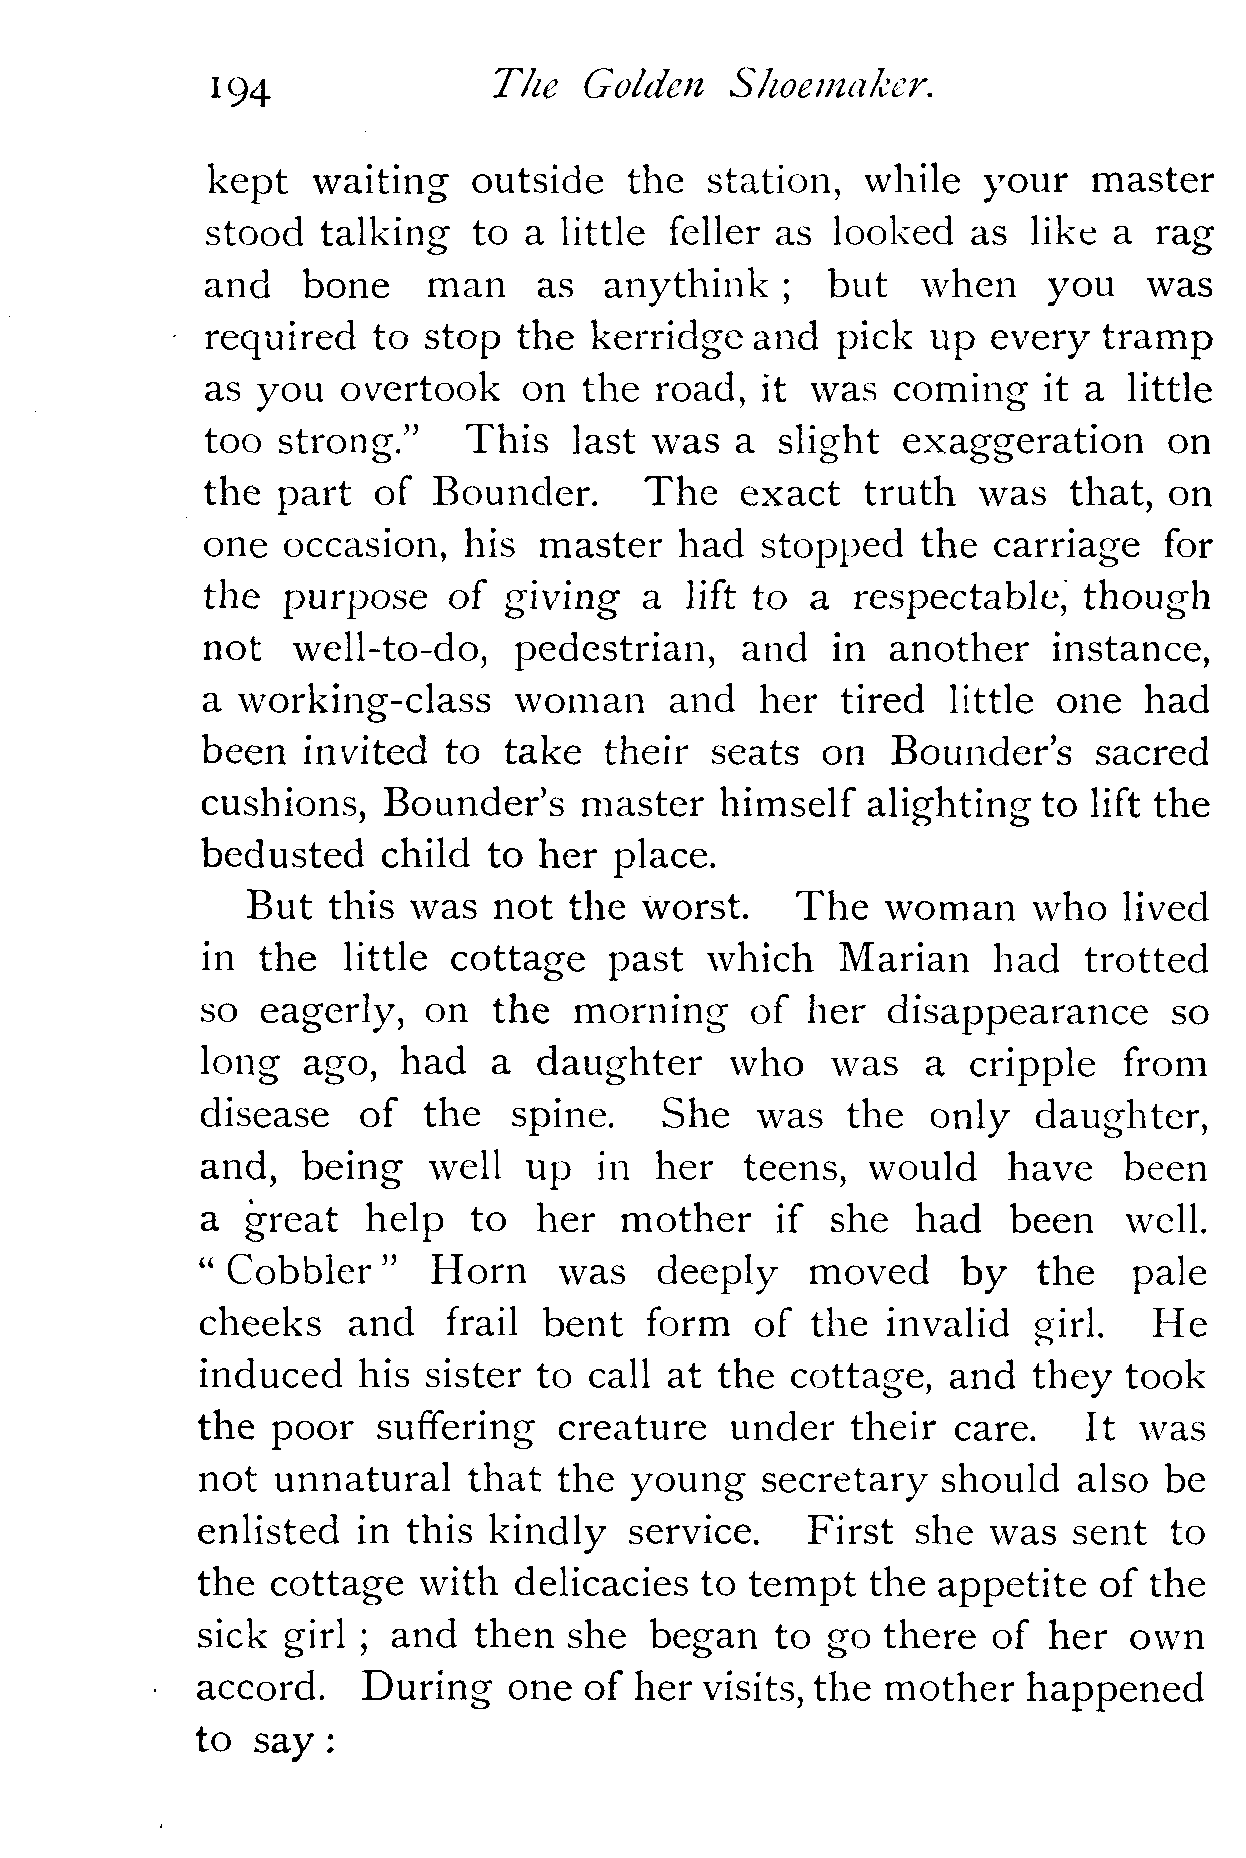 194 The Golden Shoemaker.
kept waiting outside the station, while your master
stood talking to a little feller as looked as like a rag
and bone man as anythink ; but when you was
required to stop the kerridge and pick up every tramp
as you overtook on the road, it was coming it a little
too strong.” This last was a slight exaggeration on
the part of Bounder. The exact truth was that, on
one occasion, his master had stopped the carriage for
the purpose of giving a lift to a respectable, though
not well-to-do, pedestrian, and in another instance,
a working-class woman and her tired little one had
been invited to take their seats on Bounder’s sacred
cushions, Bounder’s master himself alighting to lift the
bedusted child to her place.
But this was not the worst. The woman who lived
in the little cottage past which Marian had trotted
so eagerly, on the morning of her disappearance so
long ago, had a daughter who was a cripple from
disease of the spine. She was the only daughter,
and, being well up in her teens, would have been
a great help to her mother if she had been well.
“ Cobbler ” Horn was deeply moved by the pale
cheeks and frail bent form of the invalid girl. He
induced his sister to call at the cottage, and they took
the poor suffering creature under their care. It was
not unnatural that the young secretary should also be
enlisted in this kindly service. First she was sent to
the cottage with delicacies to tempt the appetite of the
sick girl ; and then she began to go there of her own
accord. During one of her visits, the mother happened
to say :